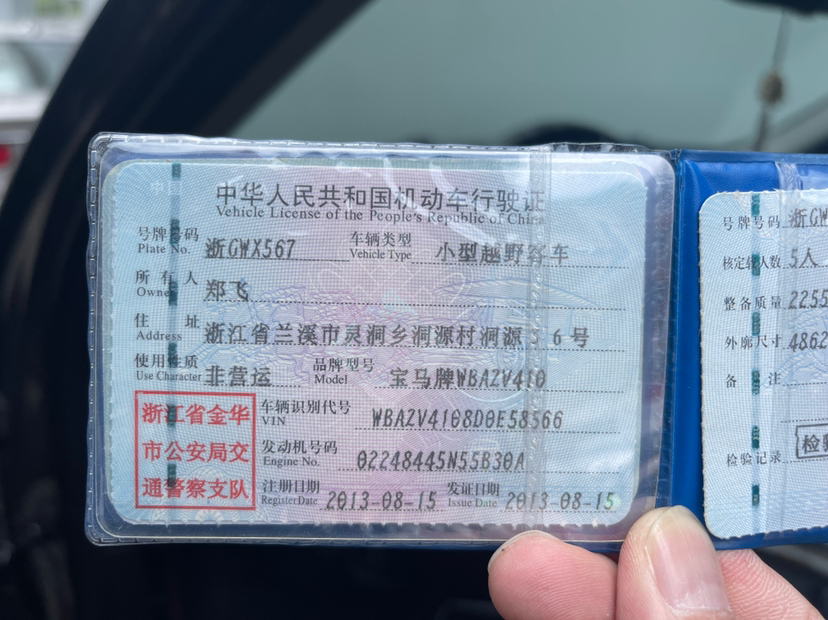 中华人民共和国机动车行驶证
Vehicle License of the People's Republic of China
号牌号码 浙GWX567 车辆类型 小型越野客车
Plate No. Vehicle Type
所有人 郑飞
Owner
住址 浙江省兰溪市灵洞乡洞源村洞源56号
Address
使用性质 非营运 品牌型号 宝马牌WBAZV410
Use Character Model
浙江省金华
市公安局交
通警察支队
车辆识别代号 WBAZV4108D0E58566
VIN
发动机号码 02248445N55B30A
Engine No.
注册日期 2013-08-15 发证日期 2013-08-15
Register Date Issue Date
号牌号码 浙GW
核定载人数 5人
整备质量 2255
外廓尺寸 4862
备注
检验记录